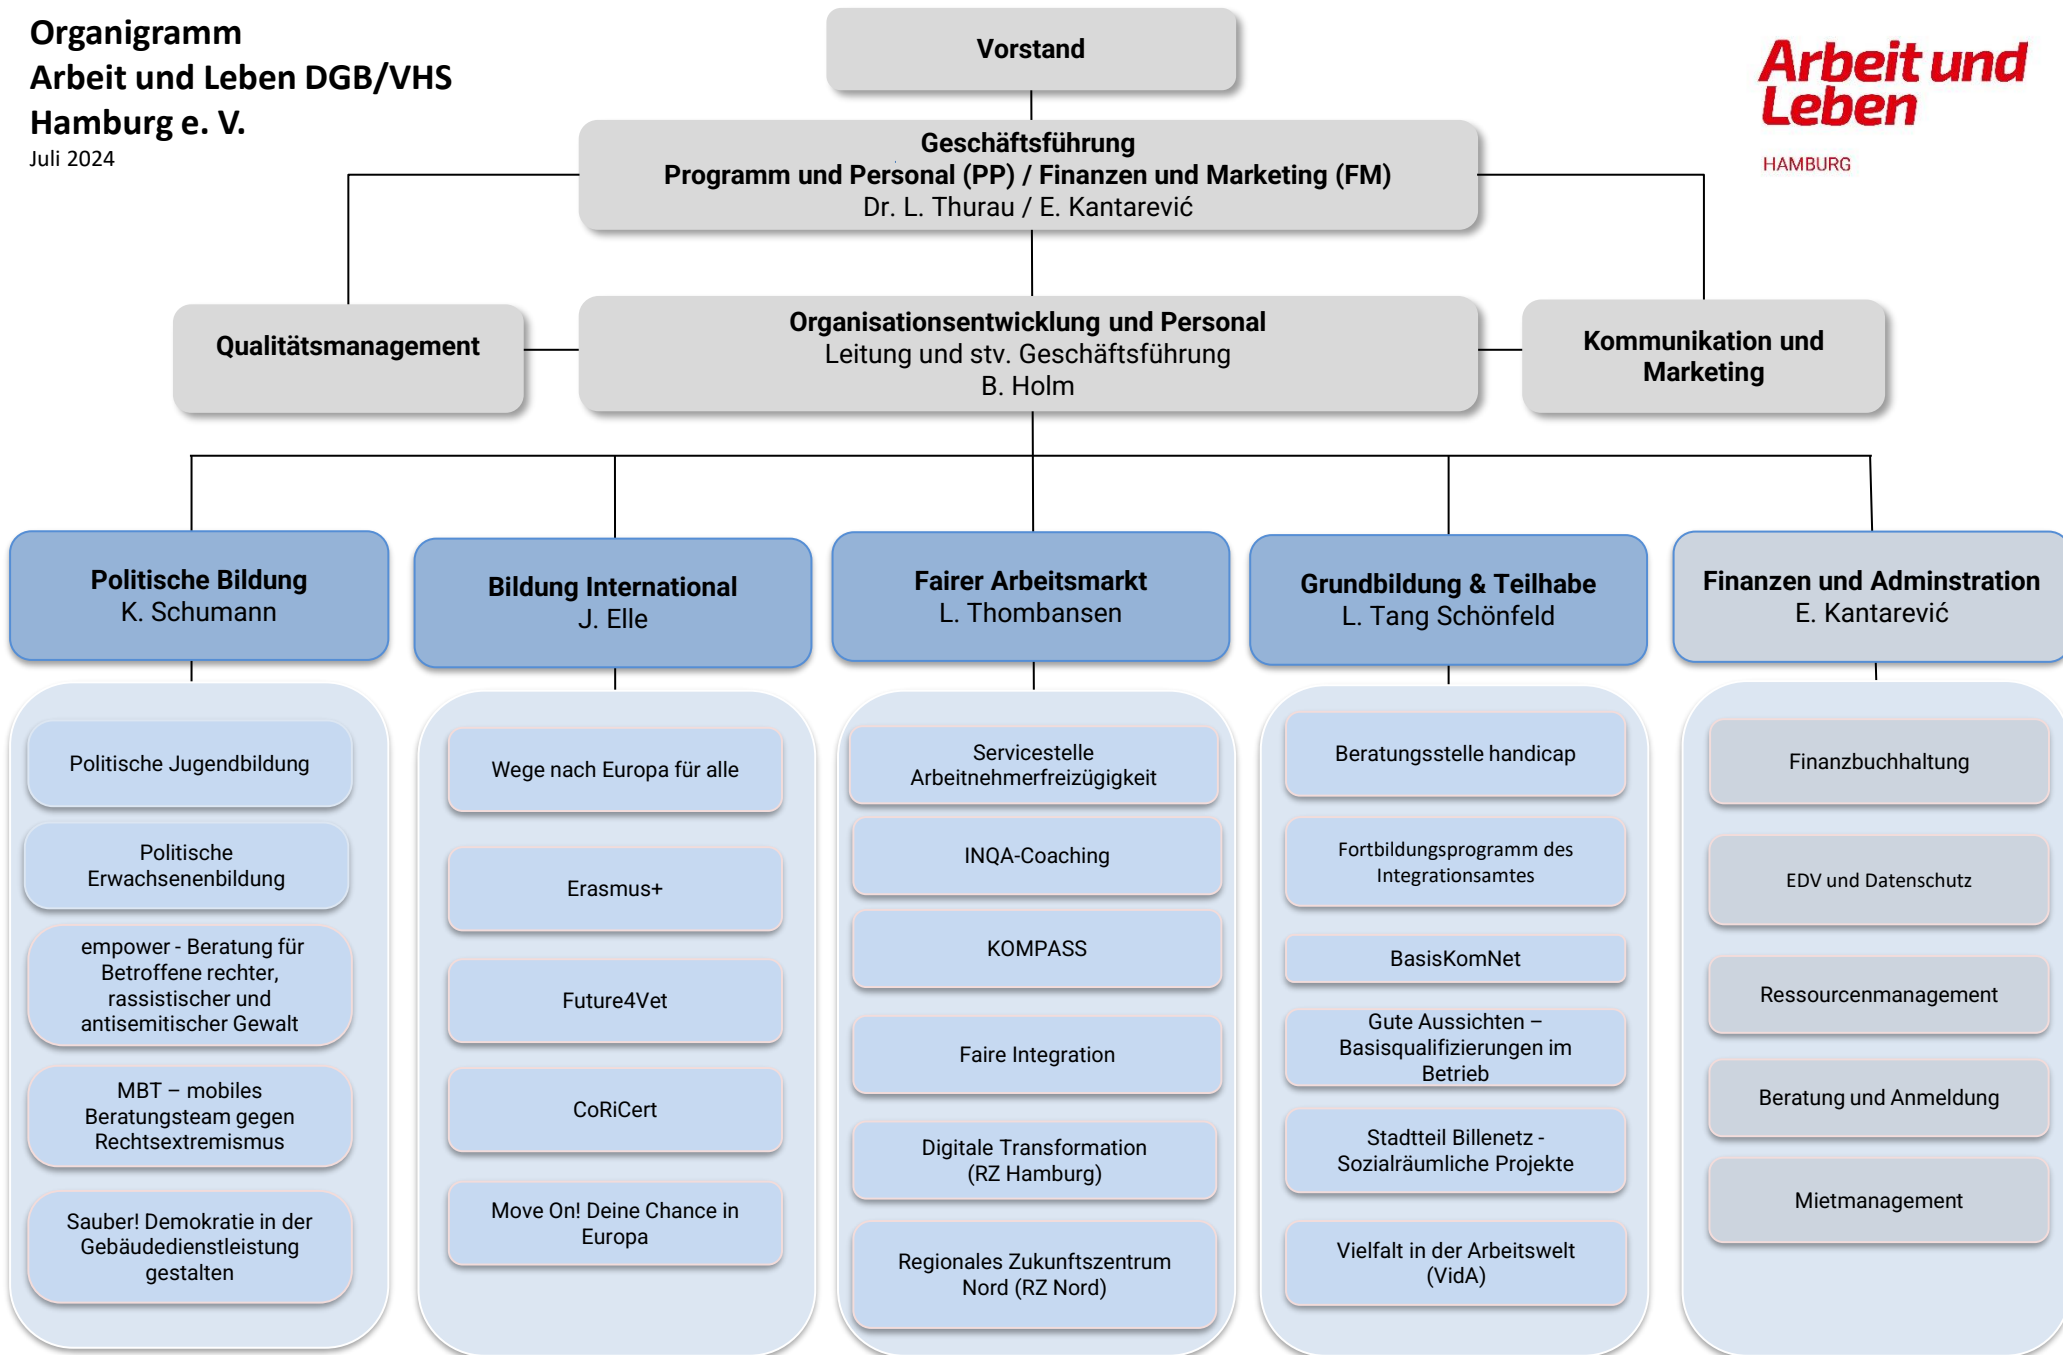 Organigramm
Arbeit und Leben DGB/VHS
Hamburg e. V.
Juli 2024
Arbeit und
Leben
HAMBURG
Vorstand
Geschäftsführung
Programm und Personal (PP) / Finanzen und Marketing (FM)
Dr. L. Thurau / E. Kantarević
Qualitätsmanagement
Organisationsentwicklung und Personal
Leitung und stv. Geschäftsführung
B. Holm
Kommunikation und
Marketing
Politische Bildung
K. Schumann
Politische Jugendbildung
Politische
Erwachsenenbildung
empower - Beratung für
Betroffene rechter,
rassistischer und
antisemitischer Gewalt
MBT – mobiles
Beratungsteam gegen
Rechtsextremismus
Sauber! Demokratie in der
Gebäudedienstleistung
gestalten
Bildung International
J. Elle
Wege nach Europa für alle
Erasmus+
Future4Vet
CoRiCert
Move On! Deine Chance in
Europa
Fairer Arbeitsmarkt
L. Thombansen
Servicestelle
Arbeitnehmerfreizügigkeit
INQA-Coaching
KOMPASS
Faire Integration
Digitale Transformation
(RZ Hamburg)
Regionales Zukunftszentrum
Nord (RZ Nord)
Grundbildung & Teilhabe
L. Tang Schönfeld
Beratungsstelle handicap
Fortbildungsprogramm des
Integrationsamtes
BasisKomNet
Gute Aussichten –
Basisqualifizierungen im
Betrieb
Stadtteil Billenetz -
Sozialräumliche Projekte
Vielfalt in der Arbeitswelt
(VidA)
Finanzen und Adminstration
E. Kantarević
Finanzbuchhaltung
EDV und Datenschutz
Ressourcenmanagement
Beratung und Anmeldung
Mietmanagement